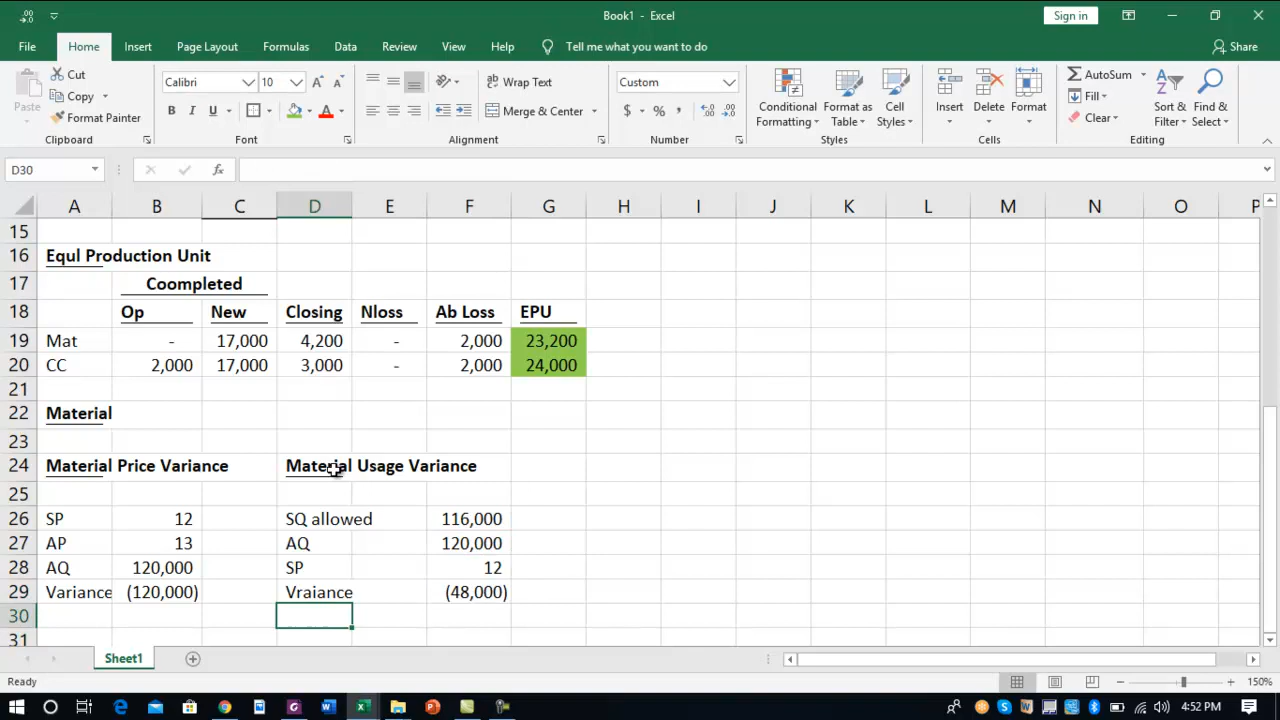 Book1 - Excel
Sign in
File Home Insert Page Layout Formulas Data Review View Help Tell me what you want to do Share
Paste Cut Copy Format Painter Clipboard
Calibri 10 B I U A Font
Wrap Text Merge & Center Alignment
Custom $ % , Number
Conditional Formatting Format as Table Cell Styles Styles
Insert Delete Format Cells
AutoSum Fill Clear Sort & Filter Find & Select Editing
D30 fx
A B C D E F G H I J K L M N O P
15
16 Equl Production Unit
17 Coompleted
18 Op New Closing Nloss Ab Loss EPU
19 Mat - 17,000 4,200 - 2,000 23,200
20 CC 2,000 17,000 3,000 - 2,000 24,000
21
22 Material
23
24 Material Price Variance Material Usage Variance
25
26 SP 12 SQ allowed 116,000
27 AP 13 AQ 120,000
28 AQ 120,000 SP 12
29 Variance (120,000) Vraiance (48,000)
30
31
Sheet1
Ready 150%
4:52 PM